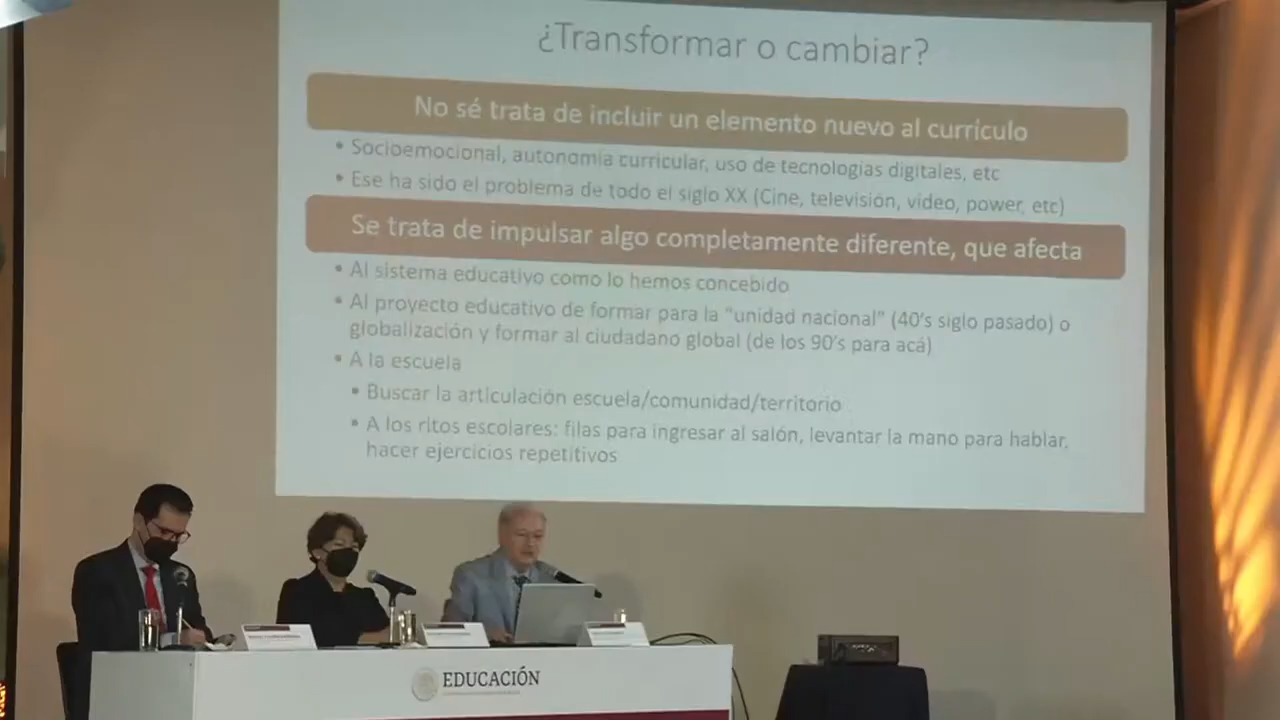 ¿Transformar o cambiar?
No sé trata de incluir un elemento nuevo al currículo
• Socioemocional, autonomía curricular, uso de tecnologías digitales, etc
• Ese ha sido el problema de todo el siglo XX (Cine, televisión, video, power, etc)
Se trata de impulsar algo completamente diferente, que afecta
• Al sistema educativo como lo hemos concebido
• Al proyecto educativo de formar para la "unidad nacional" (40's siglo pasado) o
globalización y formar al ciudadano global (de los 90's para acá)
• A la escuela
• Buscar la articulación escuela/comunidad/territorio
• A los ritos escolares: filas para ingresar al salón, levantar la mano para hablar,
hacer ejercicios repetitivos
EDUCACIÓN